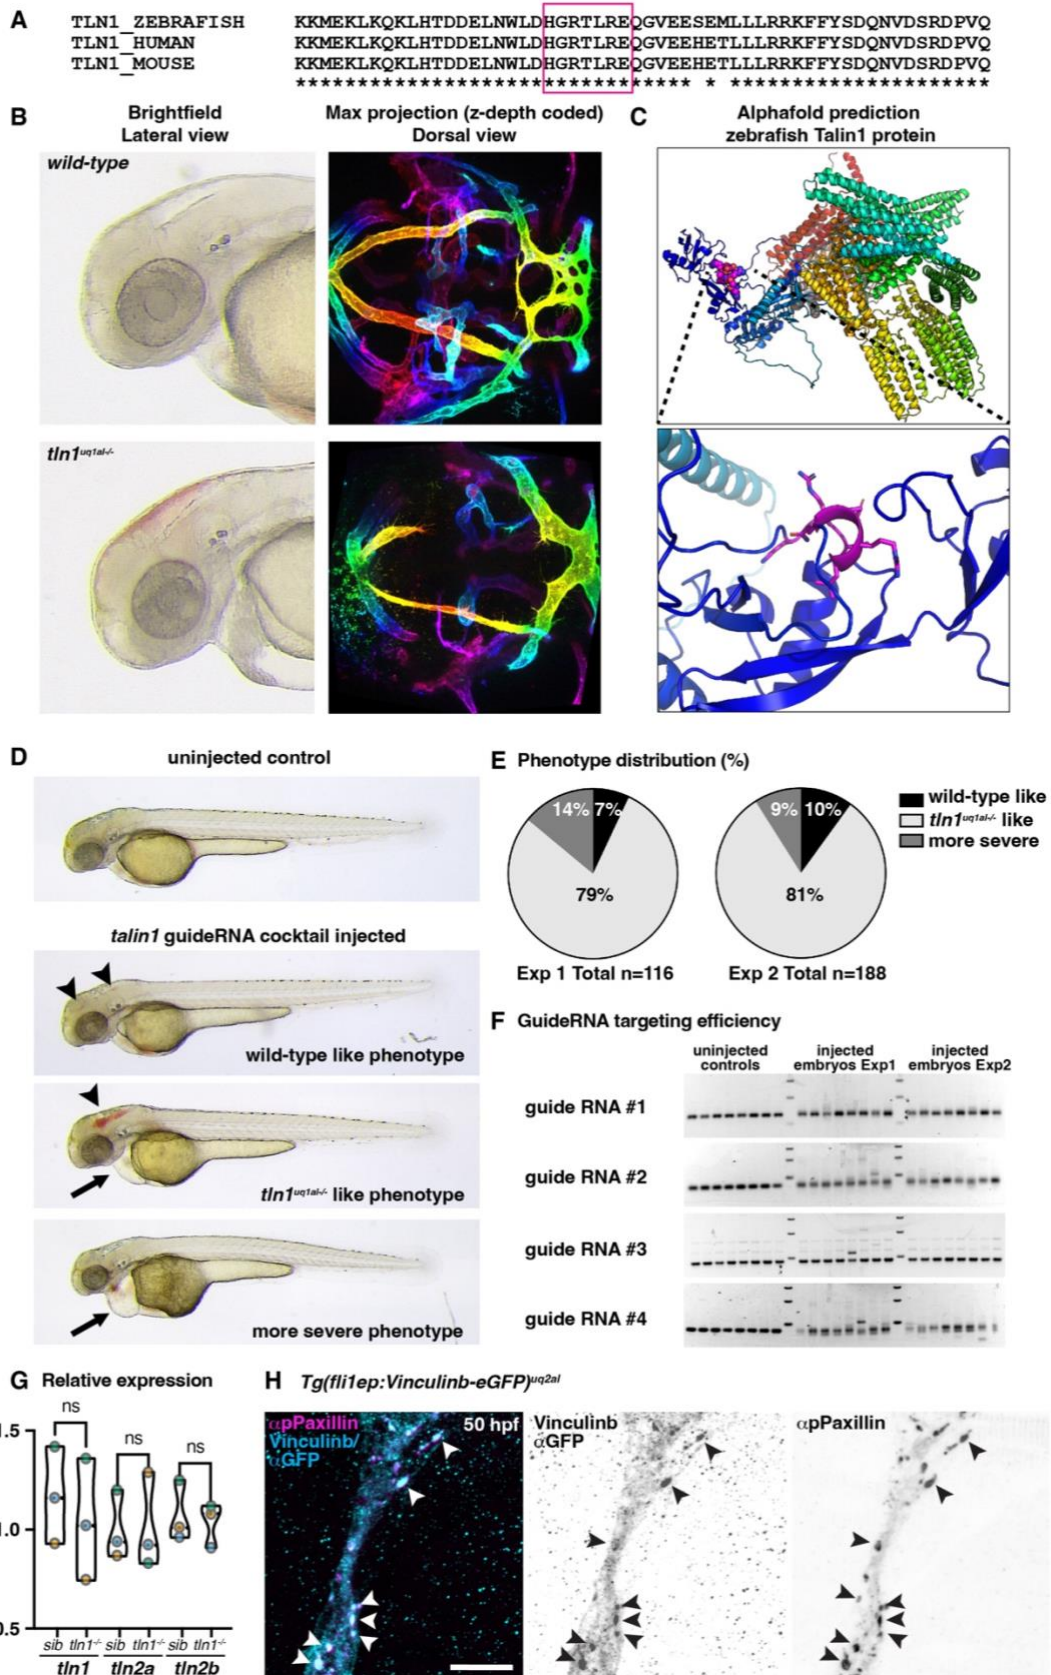 A
TLN1_ZEBRAFISH KKMEKLKQKLHTDDELNWLDHGRTLREQGVEESEMLLLRRKFFYSDQNVDSRDPVQ
TLN1_HUMAN KKMEKLKQKLHTDDELNWLDHGRTLREQGVEEHETLLLRRKFFYSDQNVDSRDPVQ
TLN1_MOUSE KKMEKLKQKLHTDDELNWLDHGRTLREQGVEEHETLLLRRKFFYSDQNVDSRDPVQ
******************************** * *********************
B
Brightfield
Lateral view
Max projection (z-depth coded)
Dorsal view
wild-type
tln1uq1al-/-
C
Alphafold prediction
zebrafish Talin1 protein
D
uninjected control
talin1 guideRNA cocktail injected
wild-type like phenotype
tln1uq1al-/- like phenotype
more severe phenotype
E Phenotype distribution (%)
14% 7%
79%
Exp 1 Total n=116
9% 10%
81%
Exp 2 Total n=188
wild-type like
tln1uq1al-/- like
more severe
F GuideRNA targeting efficiency
uninjected
controls
injected
embryos Exp1
injected
embryos Exp2
guide RNA #1
guide RNA #2
guide RNA #3
guide RNA #4
G Relative expression
ns
ns
ns
.5
.0
0.5
sib tln1-/- sib tln1-/- sib tln1-/-
tln1 tln2a tln2b
H Tg(fli1ep:Vinculinb-eGFP)uq2al
αpPaxillin
Vinculinb/
αGFP
50 hpf
Vinculinb
αGFP
αpPaxillin